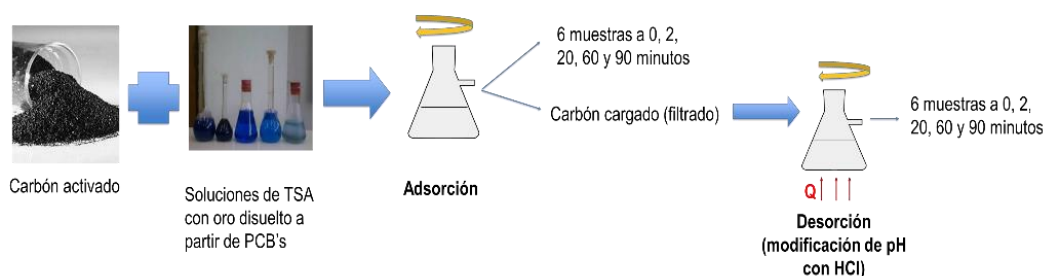 Carbón activado
Soluciones de TSA
con oro disuelto a
partir de PCB's
Adsorción
6 muestras a 0, 2,
20, 60 y 90 minutos
Carbón cargado (filtrado)
Q
Desorción
(modificación de pH
con HCl)
6 muestras a 0, 2,
20, 60 y 90 minutos